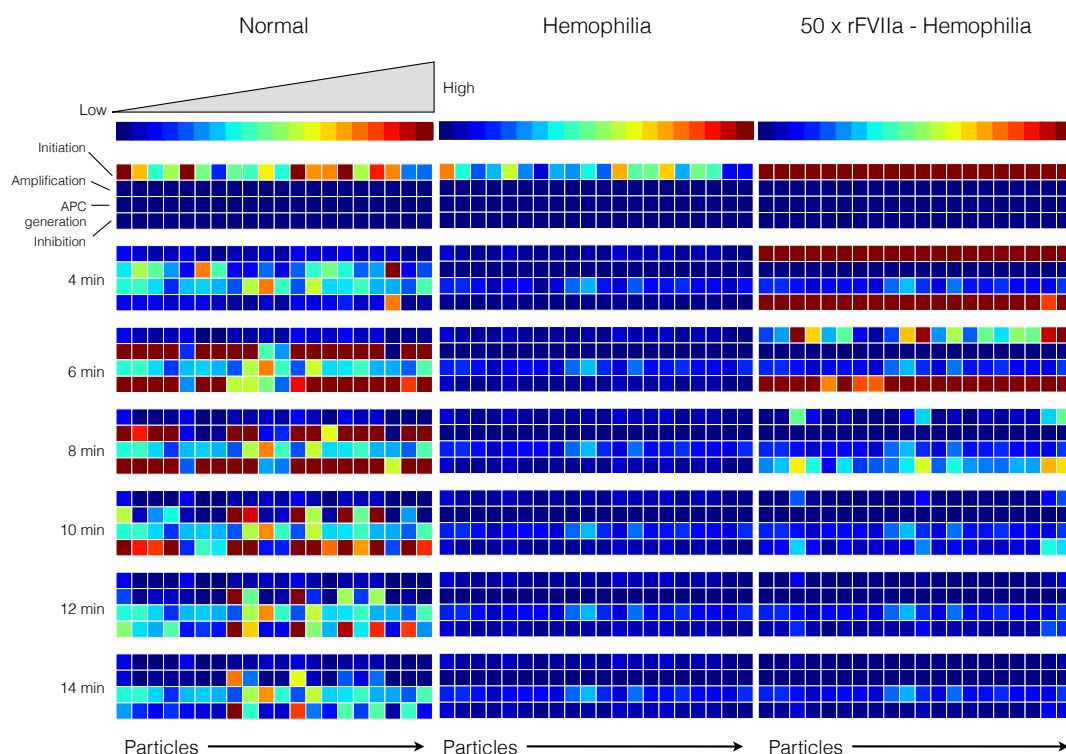 Normal
Hemophilia
50 x rFVIIa - Hemophilia
High
Low
Initiation
Amplification
APC
generation
Inhibition
4 min
6 min
8 min
10 min
12 min
14 min
Particles
Particles
Particles